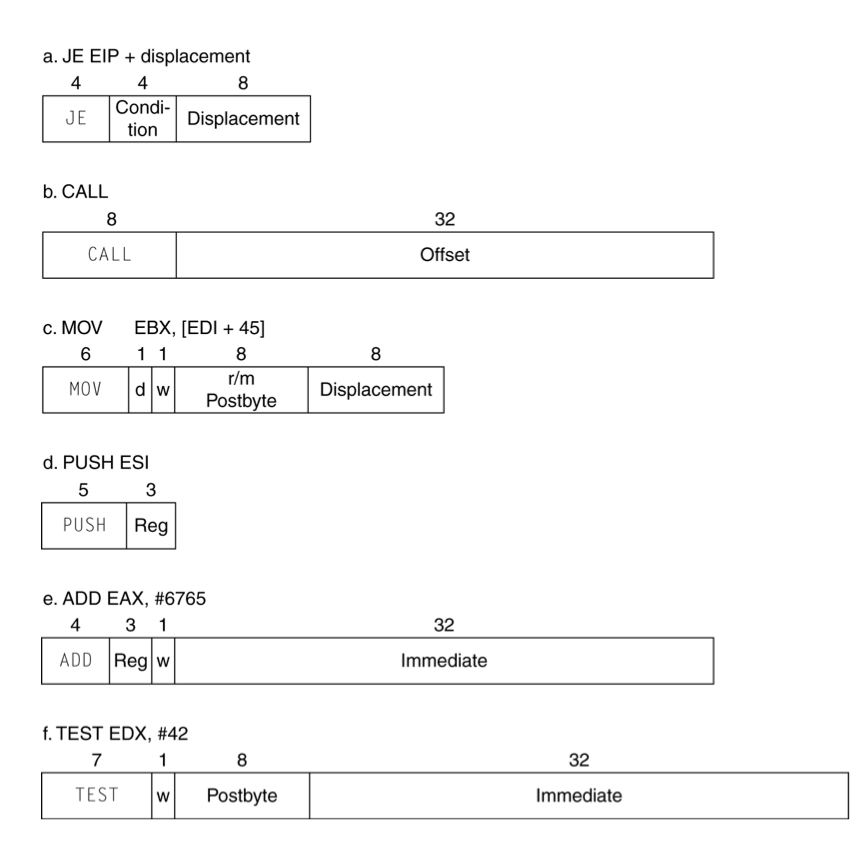 a. JE EIP + displacement
4 4 8
JE Condi-tion Displacement
b. CALL
8 32
CALL Offset
c. MOV EBX, [EDI + 45]
6 1 1 8 8
MOV d w r/m Postbyte Displacement
d. PUSH ESI
5 3
PUSH Reg
e. ADD EAX, #6765
4 3 1 32
ADD Reg w Immediate
f. TEST EDX, #42
7 1 8 32
TEST w Postbyte Immediate